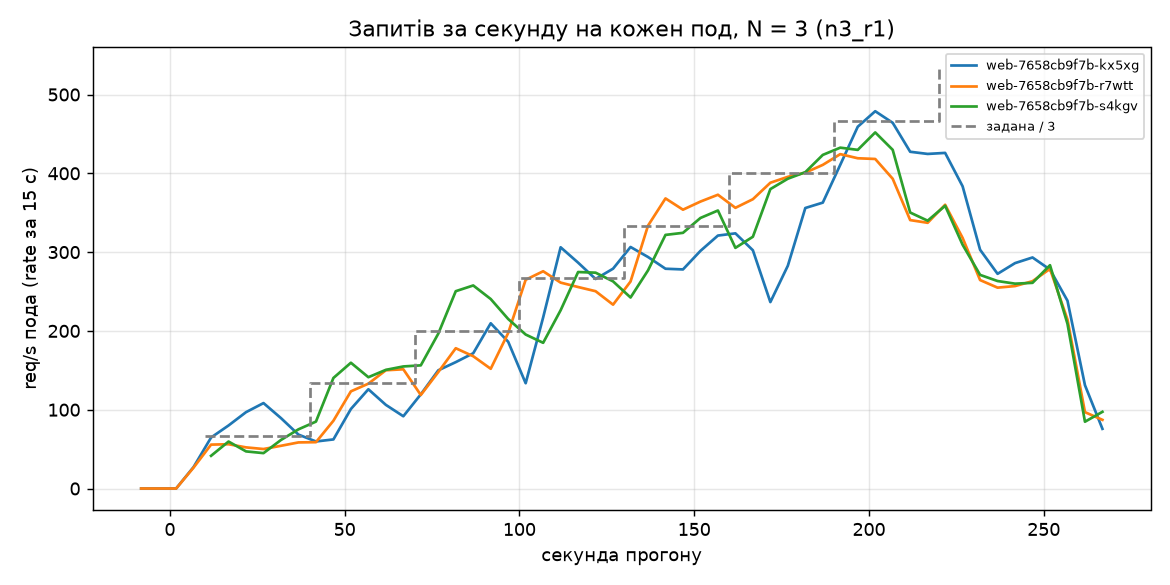 Запитів за секунду на кожен под, N = 3 (n3_r1)
web-7658cb9f7b-kx5xg
web-7658cb9f7b-r7wtt
web-7658cb9f7b-s4kgv
задана / 3
req/s пода (rate за 15 с)
500
400
300
200
100
0
0 50 100 150 200 250
секунда прогону